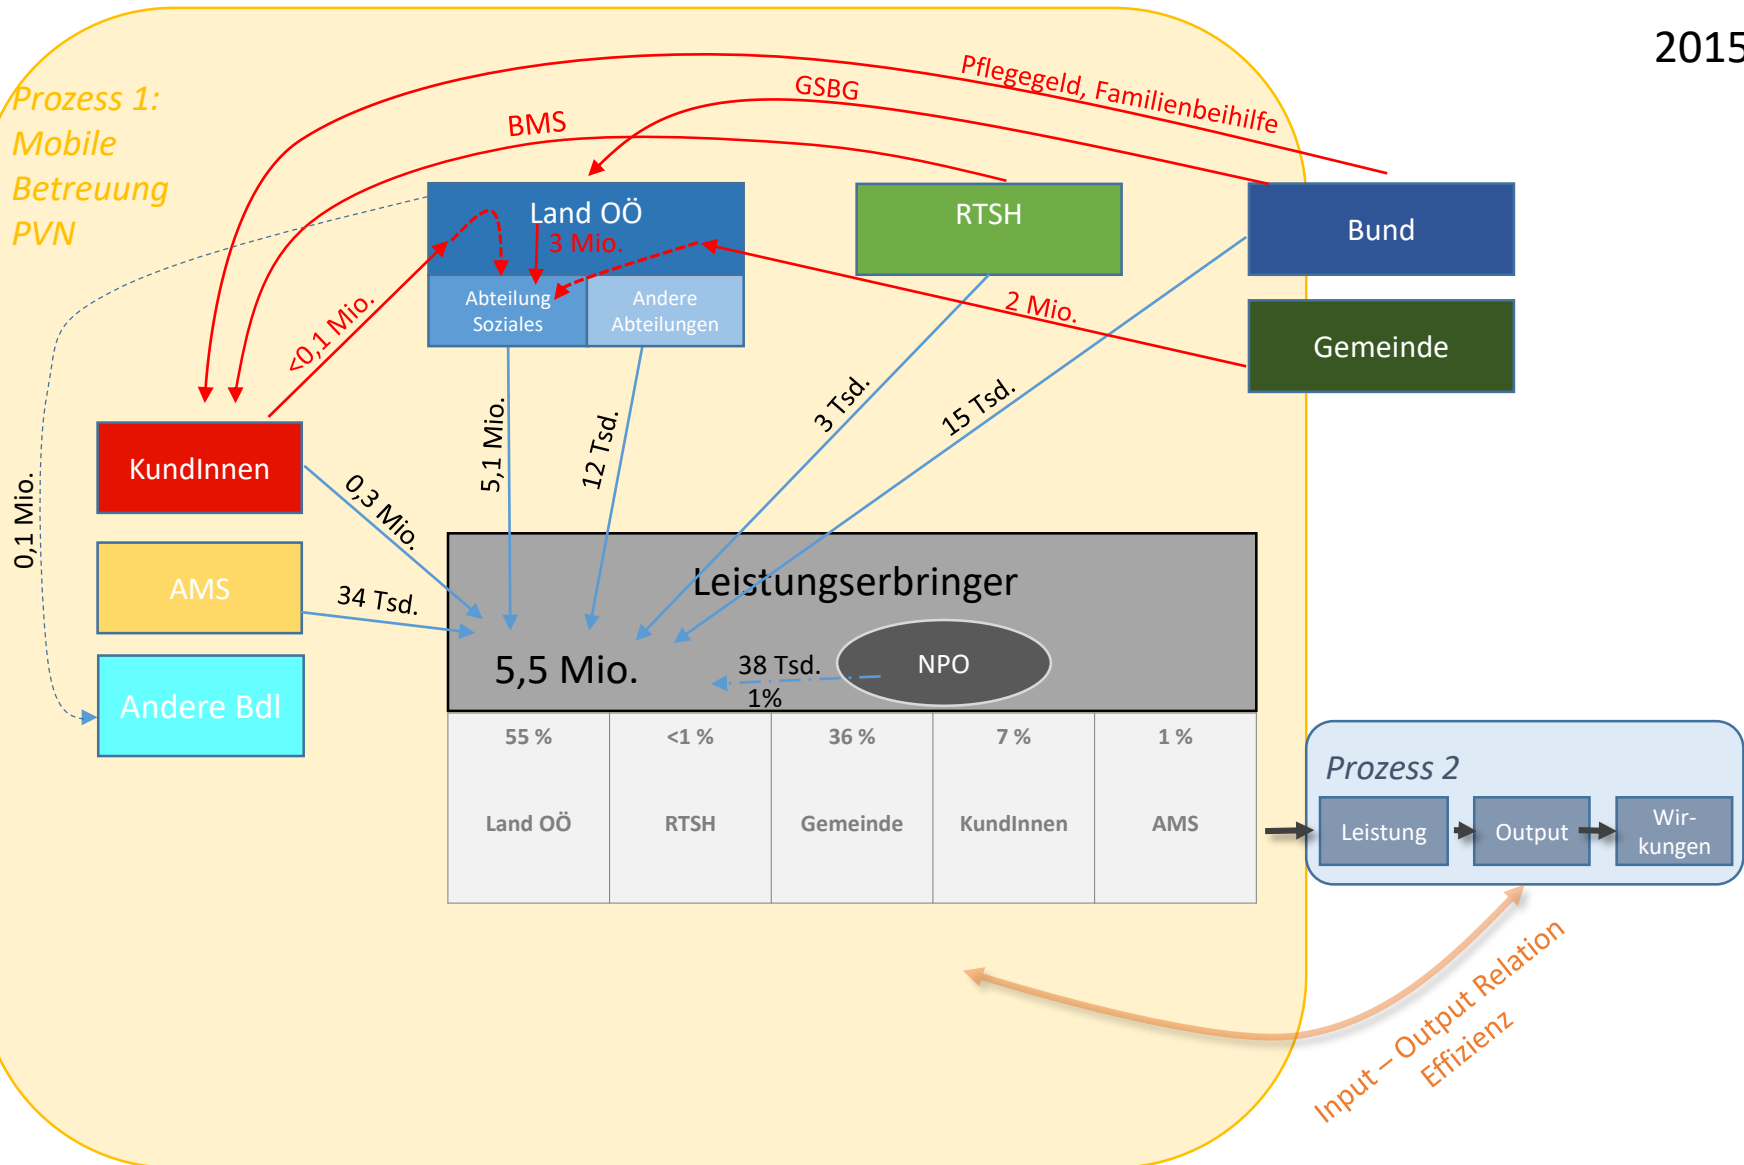 2015
Prozess 1:
Mobile
Betreuung
PVN
Pflegegeld, Familienbeihilfe
GSBG
BMS
Land OÖ
3 Mio.
Abteilung
Soziales
Andere
Abteilungen
RTSH
Bund
Gemeinde
2 Mio.
<0,1 Mio.
KundInnen
AMS
Andere Bdl
0,1 Mio.
0,3 Mio.
34 Tsd.
5,1 Mio.
12 Tsd.
3 Tsd.
15 Tsd.
Leistungserbringer
5,5 Mio.
38 Tsd.
1%
NPO
55 % <1 % 36 % 7 % 1 %
Land OÖ RTSH Gemeinde KundInnen AMS
Prozess 2
Leistung
Output
Wir-
kungen
Input – Output Relation
Effizienz